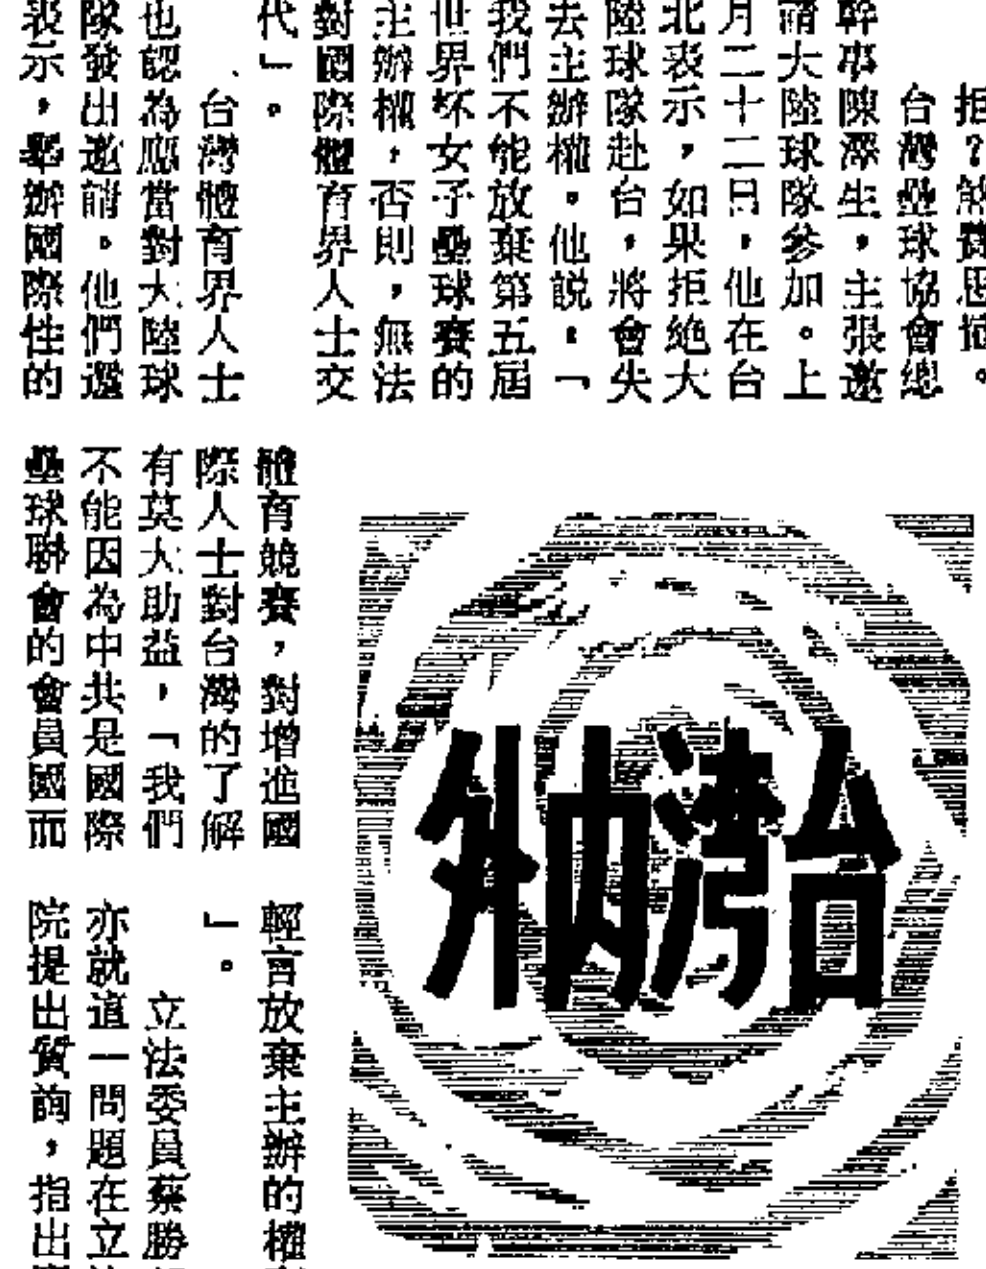 拒？煞費思量。
台灣壘球協會總
幹事陳澤生，主張邀
請大陸球隊參加。上
月二十二日，他在台
北表示，如果拒絶大
陸球隊赴台，將會失
去主辦權。他説：「
我們不能放棄第五屆
世界杯女子壘球賽的
主辦權，否則，無法
對國際體育界人士交
代」。
台灣體育界人士
也認為應當對大陸球
隊發出邀請。他們還
表示，舉辦國際性的
體育競賽，對增進國
際人士對台灣的了解
有莫大助益，「我們
不能因為中共是國際
壘球聯會的會員國而
輕言放棄主辦的權
」。
立法委員蔡勝
亦就這一問題在立
院提出質詢，指出
台灣內外